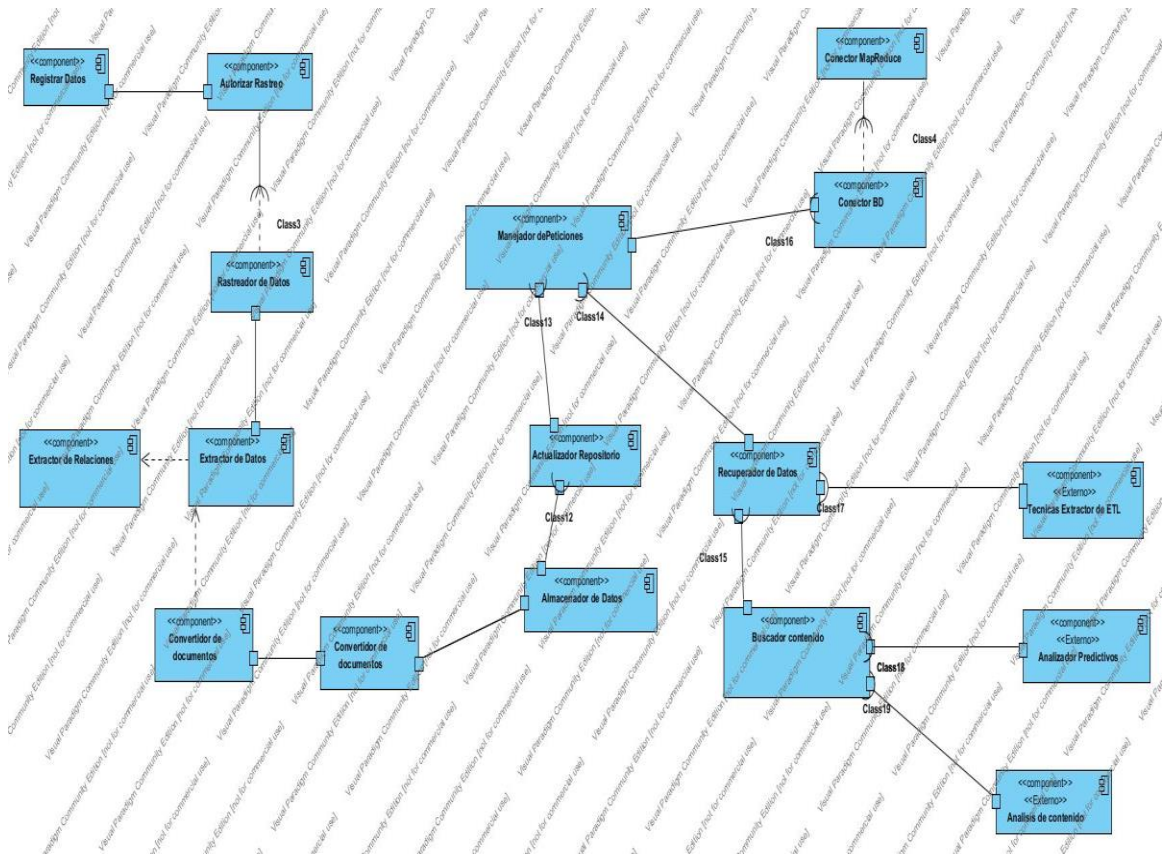 <<component>>
Registrar Datos
<<component>>
Autorizar Rastreo
<<component>>
Conector MapReduce
Class4
Class3
<<component>>
Conector BD
<<component>>
Manejador dePeticiones
Class16
<<component>>
Rastreador de Datos
Class13
Class14
<<component>>
Extractor de Relaciones
<<component>>
Extractor de Datos
<<component>>
Actualizador Repositorio
<<component>>
Recuperador de Datos
<<component>>
<<Externo>>
Tecnicas Extractor de ETL
Class17
Class12
Class15
<<component>>
Almacenador de Datos
<<component>>
Convertidor de
documentos
<<component>>
Convertidor de
documentos
<<component>>
Buscador contenido
<<component>>
<<Externo>>
Analizador Predictivos
Class18
Class19
<<component>>
<<Externo>>
Analisis de contenido
Visual Paradigm Community Edition [not for commercial use]